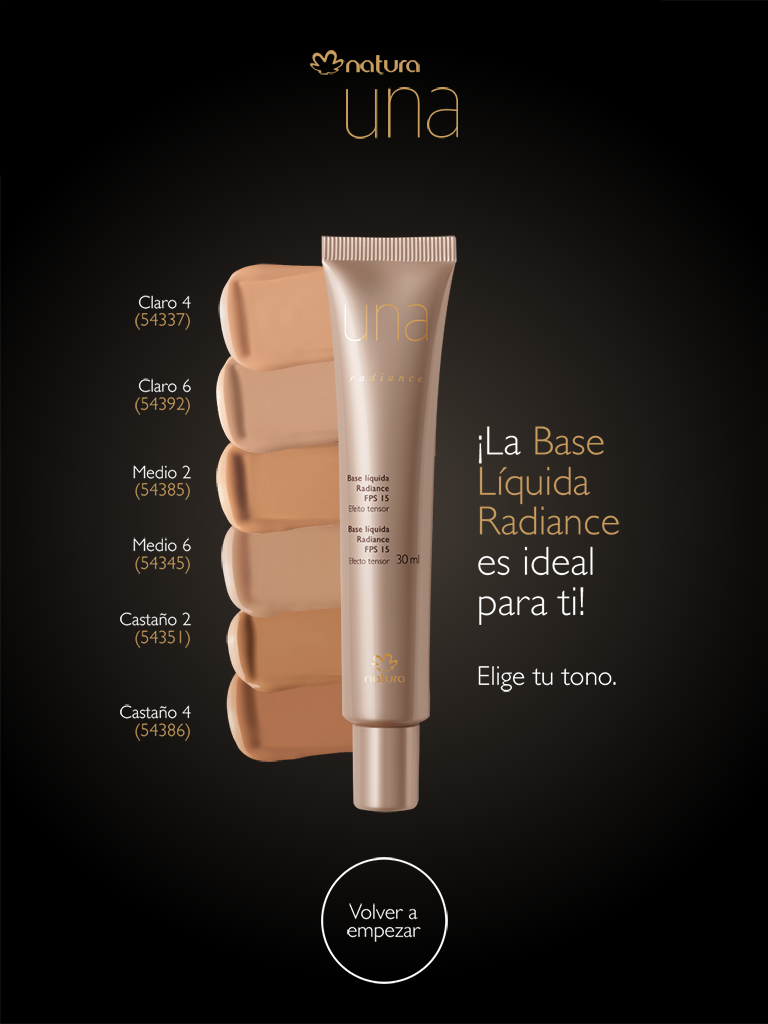 natura
una
Claro 4
(54337)
Claro 6
(54392)
Medio 2
(54385)
Medio 6
(54345)
Castaño 2
(54351)
Castaño 4
(54386)
una
radiance
Base líquida
Radiance
FPS 15
Efeito tensor
Base líquida
Radiance
FPS 15
Efecto tensor 30 ml
natura
¡La Base
Líquida
Radiance
es ideal
para ti!
Elige tu tono.
Volver a
empezar